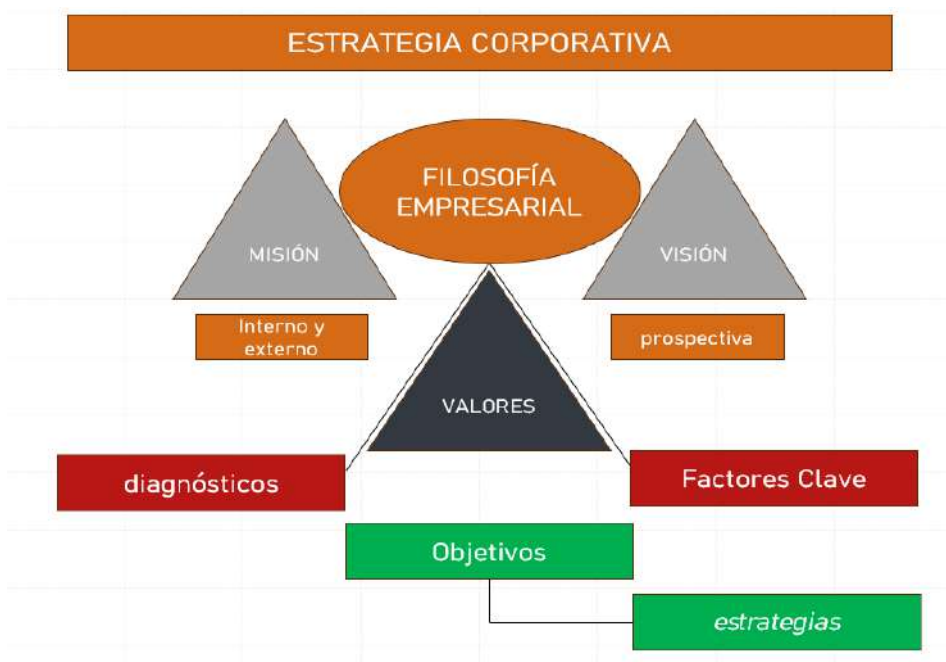 ESTRATEGIA CORPORATIVA
FILOSOFÍA
EMPRESARIAL
MISIÓN
VISIÓN
Interno y
externo
prospectiva
VALORES
diagnósticos
Factores Clave
Objetivos
estrategias